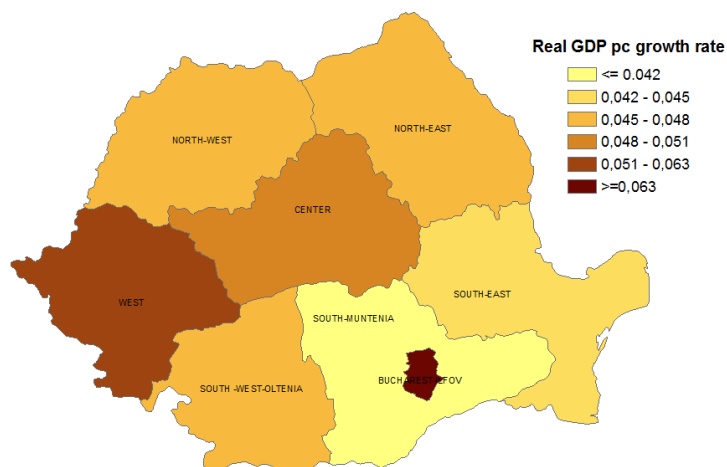 Real GDP pc growth rate
<= 0.042
0,042 - 0,045
0,045 - 0,048
0,048 - 0,051
0,051 - 0,063
>=0,063
NORTH-WEST
NORTH-EAST
CENTER
WEST
SOUTH-EAST
SOUTH-MUNTENIA
BUCHAREST-ILFOV
SOUTH -WEST-OLTENIA